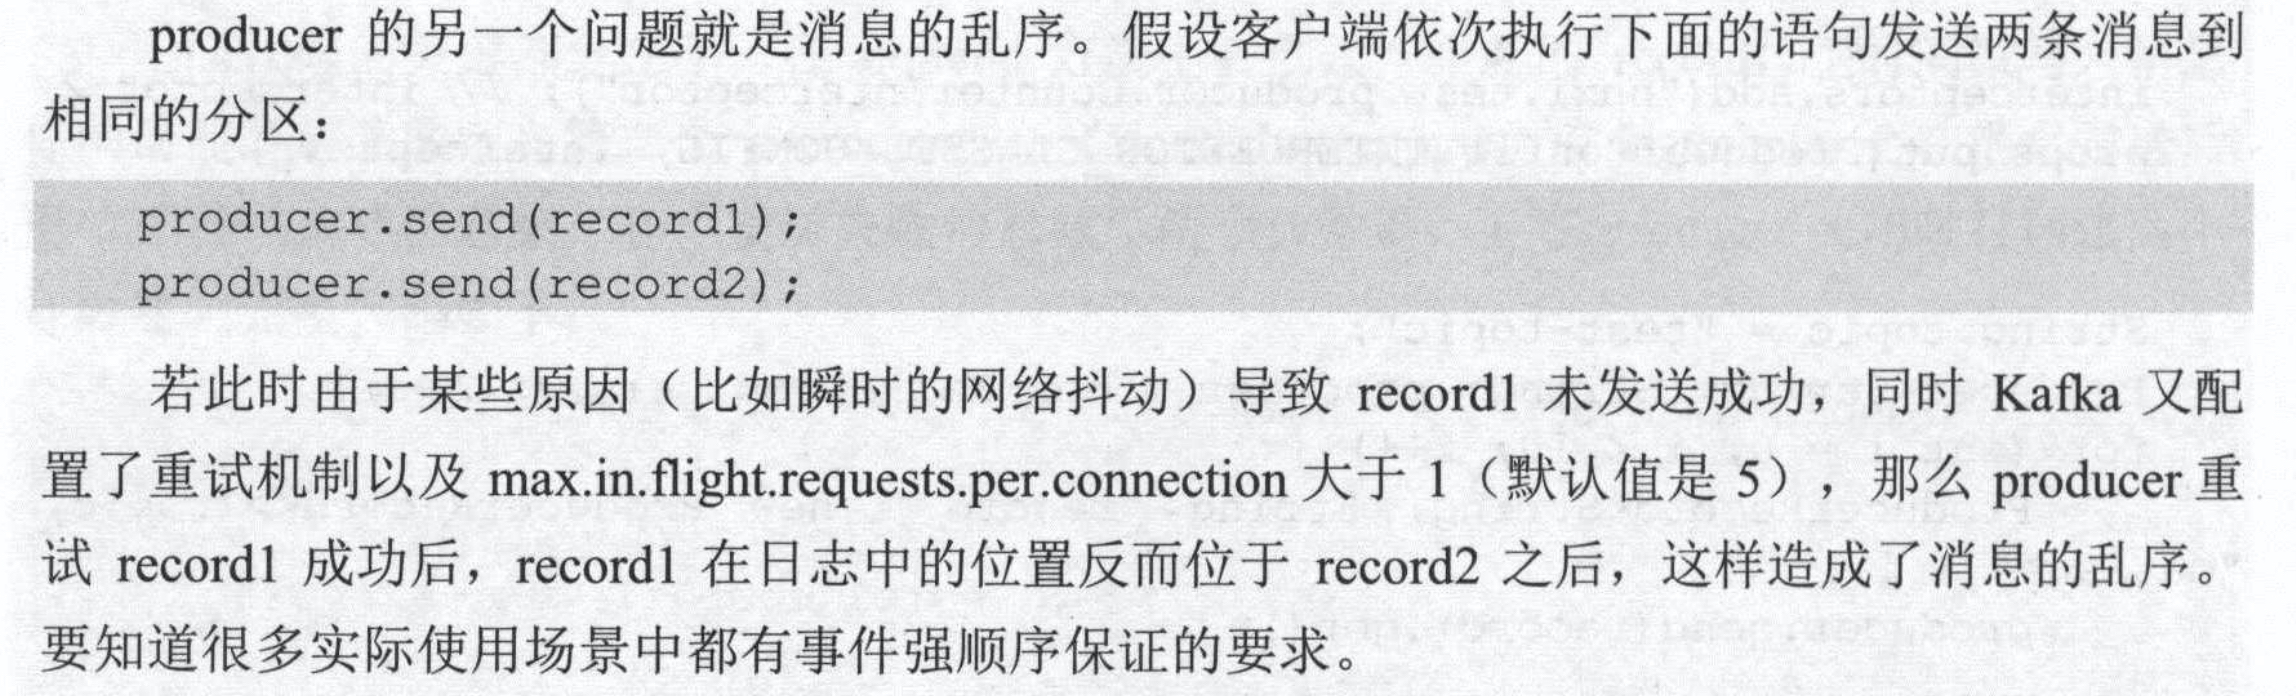 producer 的另一个问题就是消息的乱序。假设客户端依次执行下面的语句发送两条消息到
相同的分区：
producer.send(record1);
producer.send(record2);
若此时由于某些原因（比如瞬时的网络抖动）导致 record1 未发送成功，同时 Kafka 又配
置了重试机制以及 max.in.flight.requests.per.connection 大于 1（默认值是 5），那么 producer 重
试 record1 成功后，record1 在日志中的位置反而位于 record2 之后，这样造成了消息的乱序。
要知道很多实际使用场景中都有事件强顺序保证的要求。